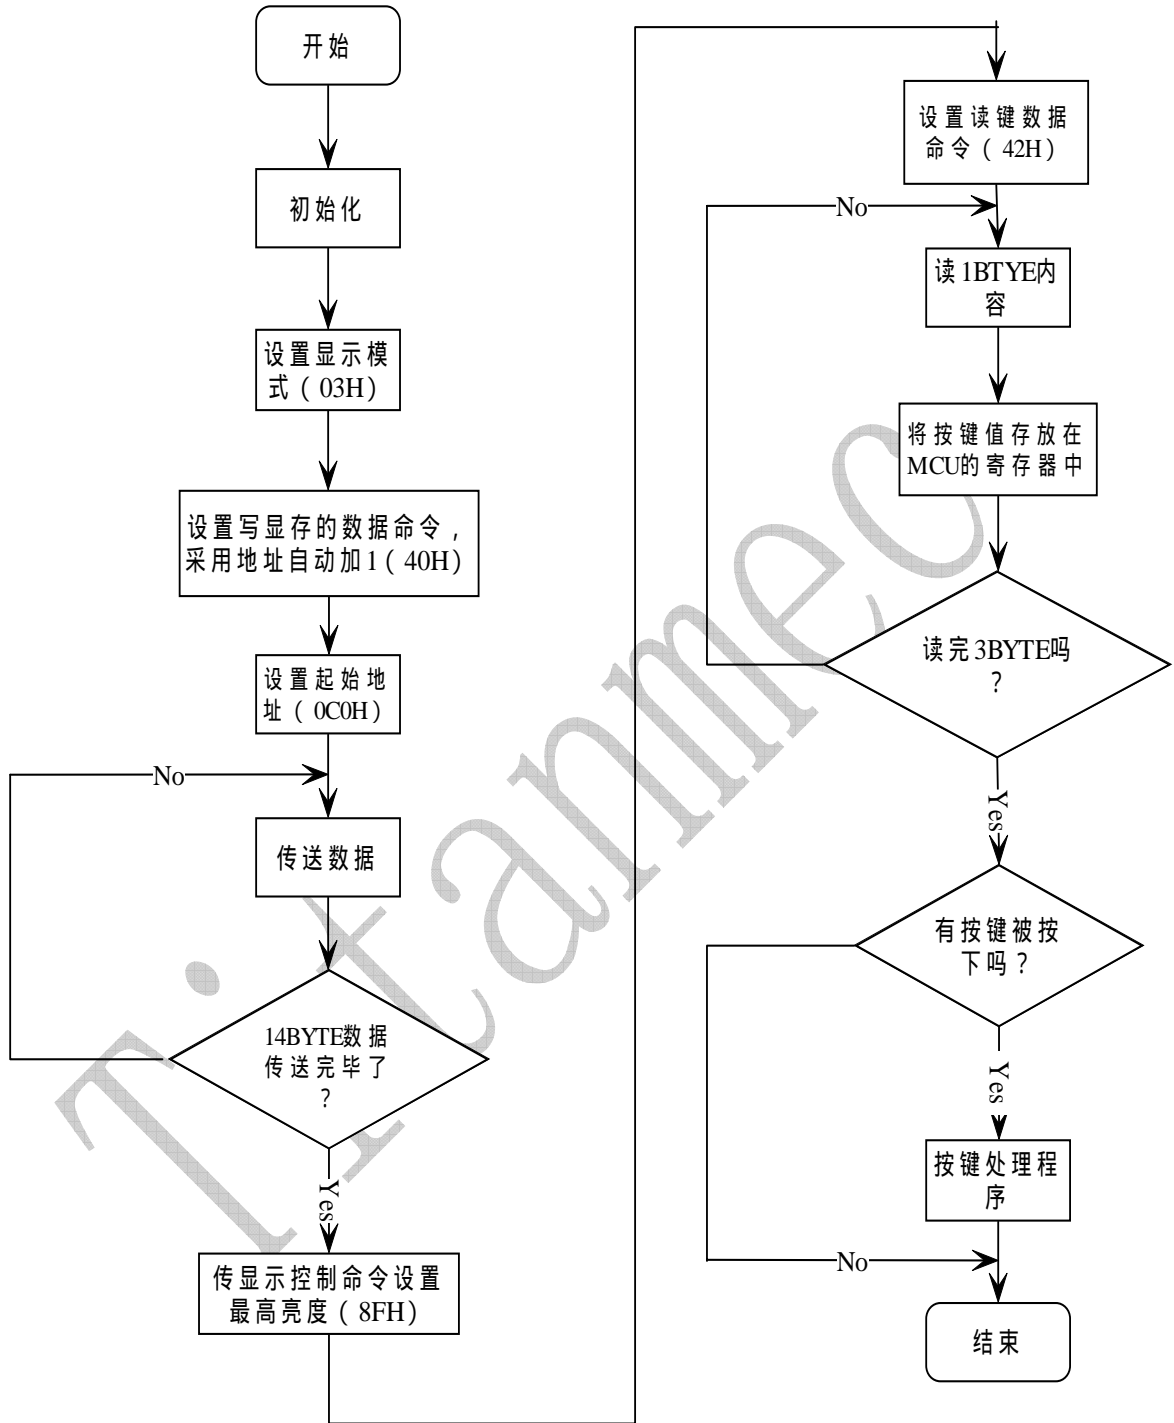 开始
初始化
设置显示模
式（03H）
设置写显存的数据命令，
采用地址自动加1（40H）
设置起始地
址（0C0H）
No
传送数据
14BYTE数据
传送完毕了
？
Yes
传显示控制命令设置
最高亮度（8FH）
设置读键数据
命令（42H）
No
读1BTYE内
容
将按键值存放在
MCU的寄存器中
读完3BYTE吗
？
Yes
有按键被按
下吗？
Yes
按键处理程
序
No
结束
Titanmec